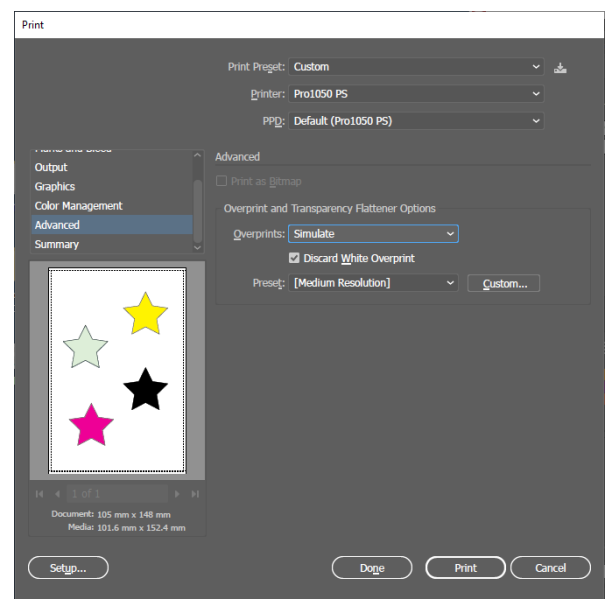 Print
Print Preset: Custom
Printer: Pro1050 PS
PPD: Default (Pro1050 PS)
Output
Graphics
Color Management
Advanced
Summary
Advanced
Print as Bitmap
Overprint and Transparency Flattener Options
Overprints: Simulate
Discard White Overprint
Preset: [Medium Resolution] Custom...
1 of 1
Document: 105 mm x 148 mm
Media: 101.6 mm x 152.4 mm
Setup... Done Print Cancel